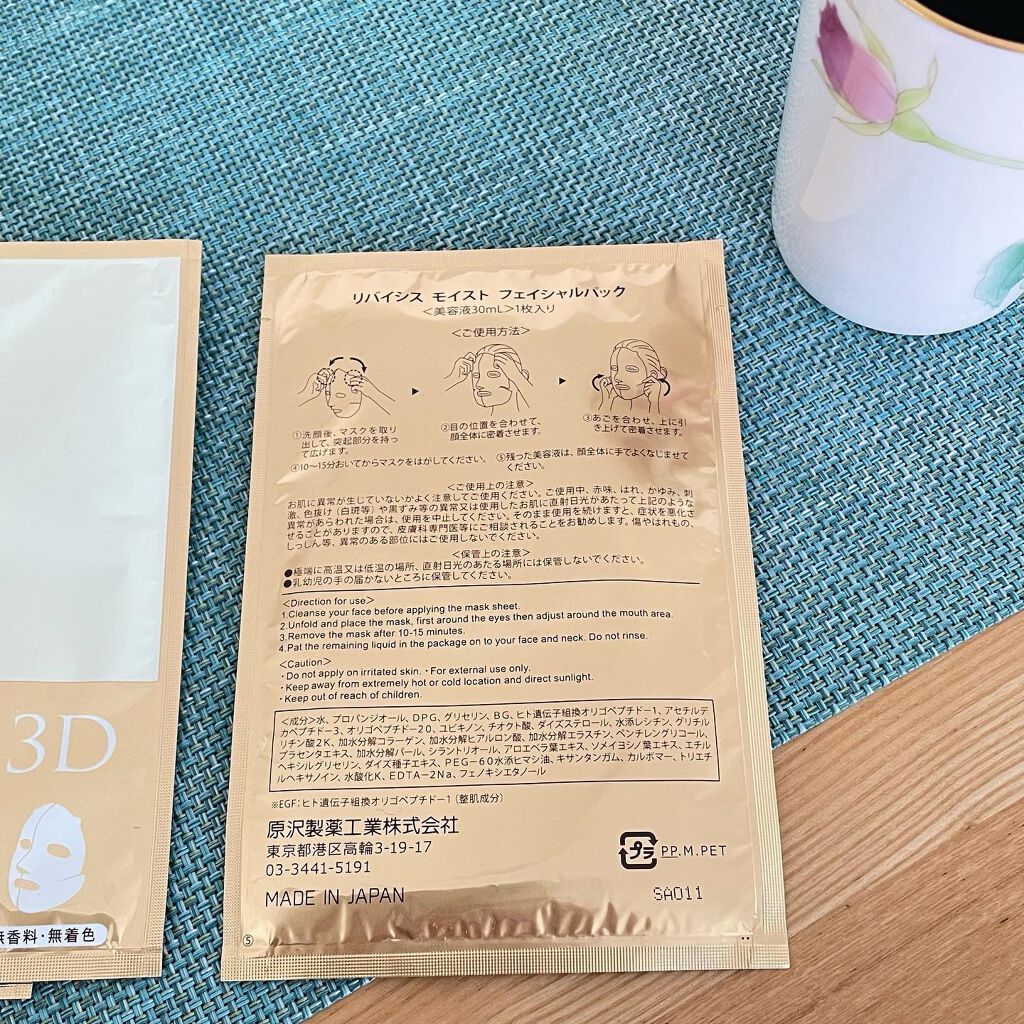 リバイシス モイスト フェイシャルパック
＜美容液30mL＞1枚入り
＜ご使用方法＞
①洗顔後、マスクを取り
出して、突起部分を持っ
て広げます。
②目の位置を合わせて、
顔全体に密着させます。
③あごを合わせ、上に引
き上げて密着させます。
④10～15分おいてからマスクをはがしてください。
⑤残った美容液は、顔全体に手でよくなじませて
ください。
＜ご使用上の注意＞
お肌に異常が生じていないかよく注意してご使用ください。ご使用中、赤味、はれ、かゆみ、刺
激、色抜け（白斑等）や黒ずみ等の異常又は使用したお肌に直射日光があたって上記のような
異常があらわれた場合は、使用を中止してください。そのまま使用を続けますと、症状を悪化さ
せることがありますので、皮膚科専門医等にご相談されることをお勧めします。傷やはれもの、
しっしん等、異常のある部位にはご使用しないでください。
＜保管上の注意＞
●極端に高温又は低温の場所、直射日光のあたる場所には保管しないでください。
●乳幼児の手の届かないところに保管してください。
＜Direction for use＞
1.Cleanse your face before applying the mask sheet.
2.Unfold and place the mask, first around the eyes then adjust around the mouth area.
3.Remove the mask after 10-15 minutes.
4.Pat the remaining liquid in the package on to your face and neck. Do not rinse.
＜Caution＞
・Do not apply on irritated skin. ・For external use only.
・Keep away from extremely hot or cold location and direct sunlight.
・Keep out of reach of children.
＜成分＞水、プロパンジオール、DPG、グリセリン、BG、ヒト遺伝子組換オリゴペプチド－1、アセチルデ
カペプチド－3、オリゴペプチド－20、ユビキノン、チオクト酸、ダイズステロール、水添レシチン、グリチル
リチン酸2K、加水分解コラーゲン、加水分解ヒアルロン酸、加水分解エラスチン、ペンチレングリコール、
プラセンタエキス、加水分解パール、シラントリオール、アロエベラ葉エキス、ソメイヨシノ葉エキス、エチル
ヘキシルグリセリン、ダイズ種子エキス、PEG－60水添ヒマシ油、キサンタンガム、カルボマー、トリエチ
ルヘキサノイン、水酸化K、EDTA－2Na、フェノキシエタノール
※EGF：ヒト遺伝子組換オリゴペプチド－1（整肌成分）
原沢製薬工業株式会社
東京都港区高輪3-19-17
03-3441-5191
MADE IN JAPAN
プラ
PP.M.PET
SA011
⑤
3D
無香料・無着色